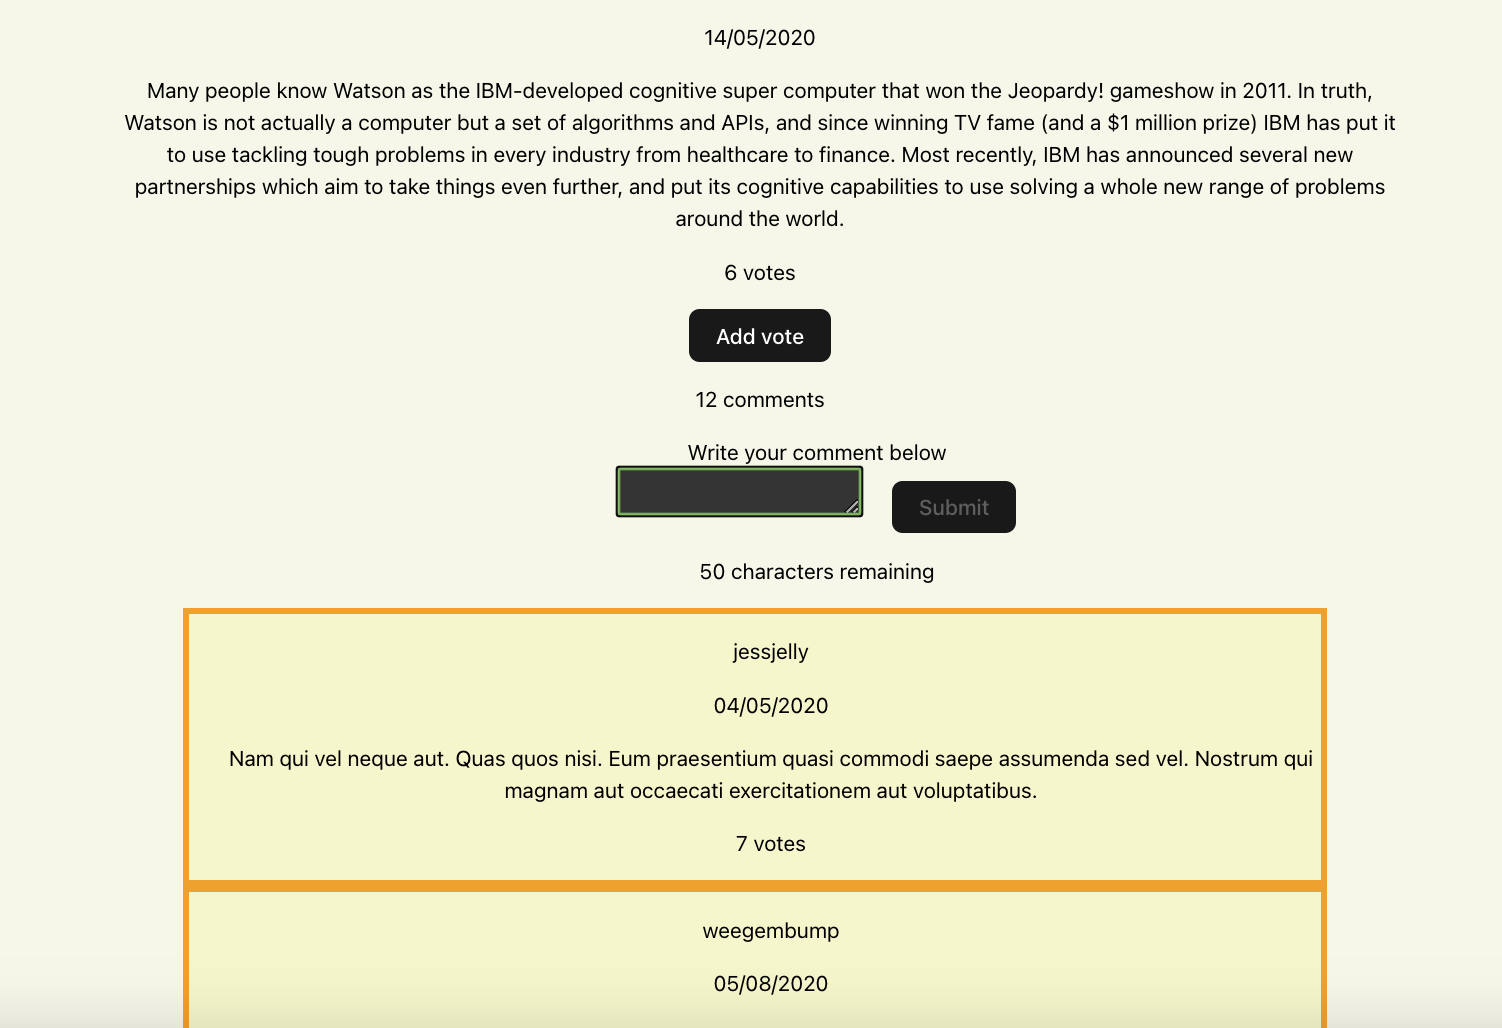 14/05/2020
Many people know Watson as the IBM-developed cognitive super computer that won the Jeopardy! gameshow in 2011. In truth,
Watson is not actually a computer but a set of algorithms and APIs, and since winning TV fame (and a $1 million prize) IBM has put it
to use tackling tough problems in every industry from healthcare to finance. Most recently, IBM has announced several new
partnerships which aim to take things even further, and put its cognitive capabilities to use solving a whole new range of problems
around the world.
6 votes
Add vote
12 comments
Write your comment below
Submit
50 characters remaining
jessjelly
04/05/2020
Nam qui vel neque aut. Quas quos nisi. Eum praesentium quasi commodi saepe assumenda sed vel. Nostrum qui
magnam aut occaecati exercitationem aut voluptatibus.
7 votes
weegembump
05/08/2020